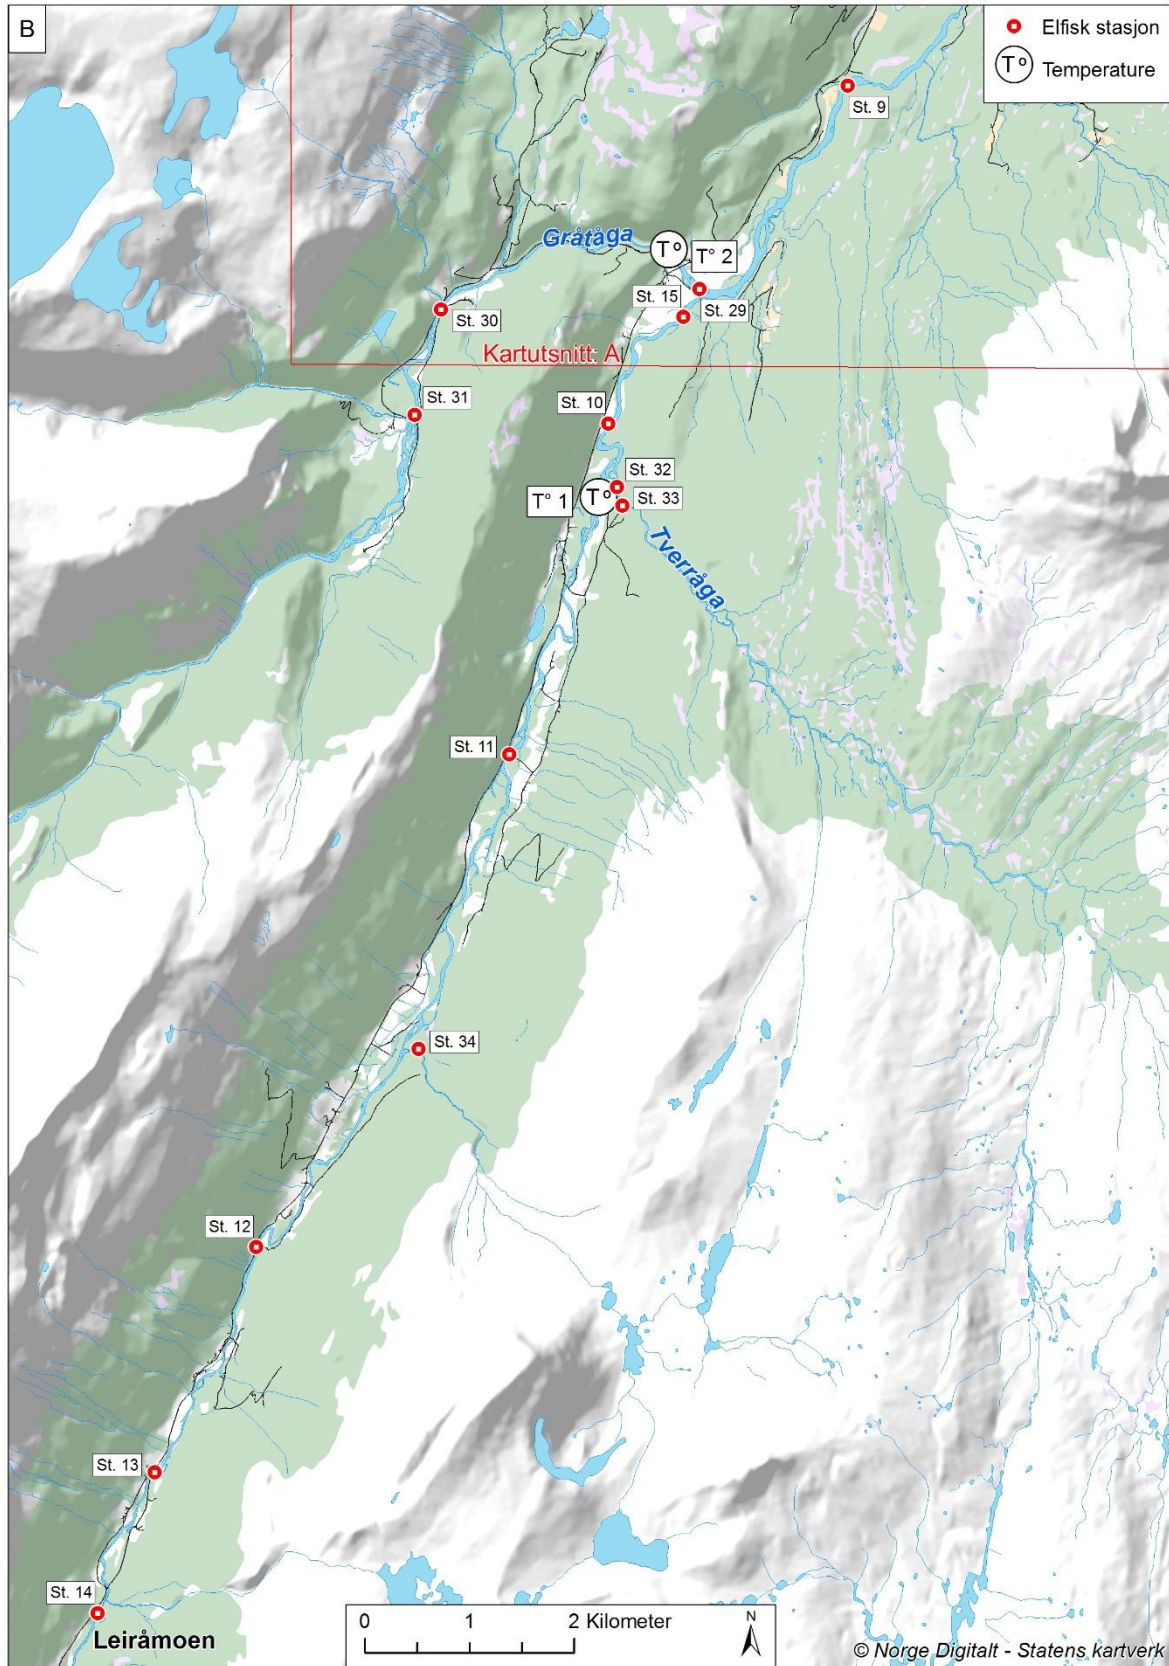 B
Elfisk stasjon
T°
Temperature
St. 9
Gråtåga
T°
T° 2
St. 15
St. 29
St. 30
Kartutsnitt: A
St. 31
St. 10
St. 32
T° 1
T°
St. 33
Tverråga
St. 11
St. 34
St. 12
St. 13
St. 14
Leiråmoen
0 1 2 Kilometer
N
© Norge Digitalt - Statens kartverk